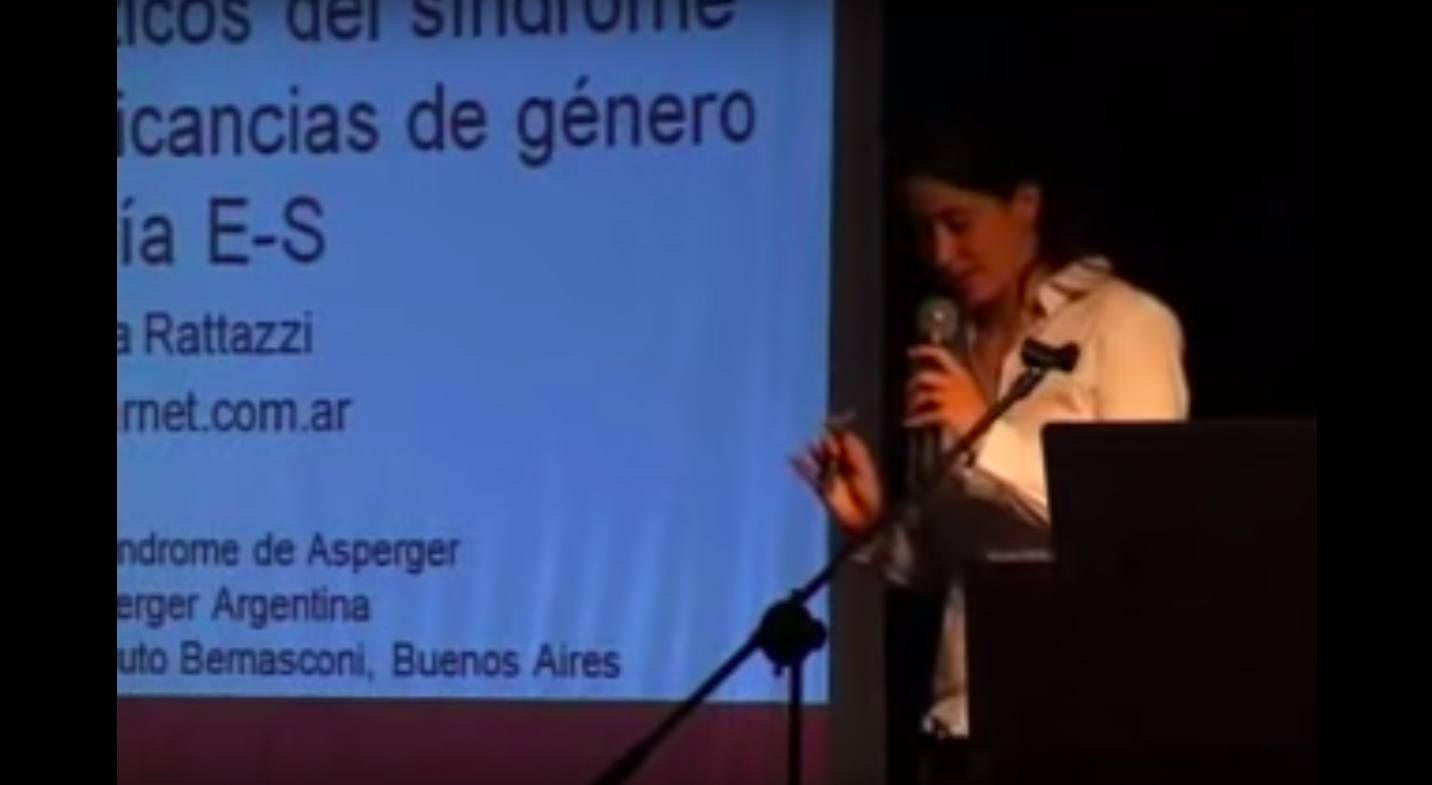 ticos del síndrome
icancias de género
ía E-S
a Rattazzi
rnet.com.ar
ndrome de Asperger
erger Argentina
uto Bernasconi, Buenos Aires